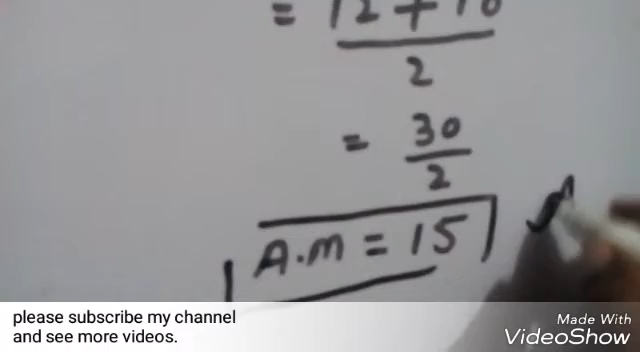 = 12 + 18
2
= 30
2
A.M = 15
please subscribe my channel
and see more videos.
Made With
VideoShow